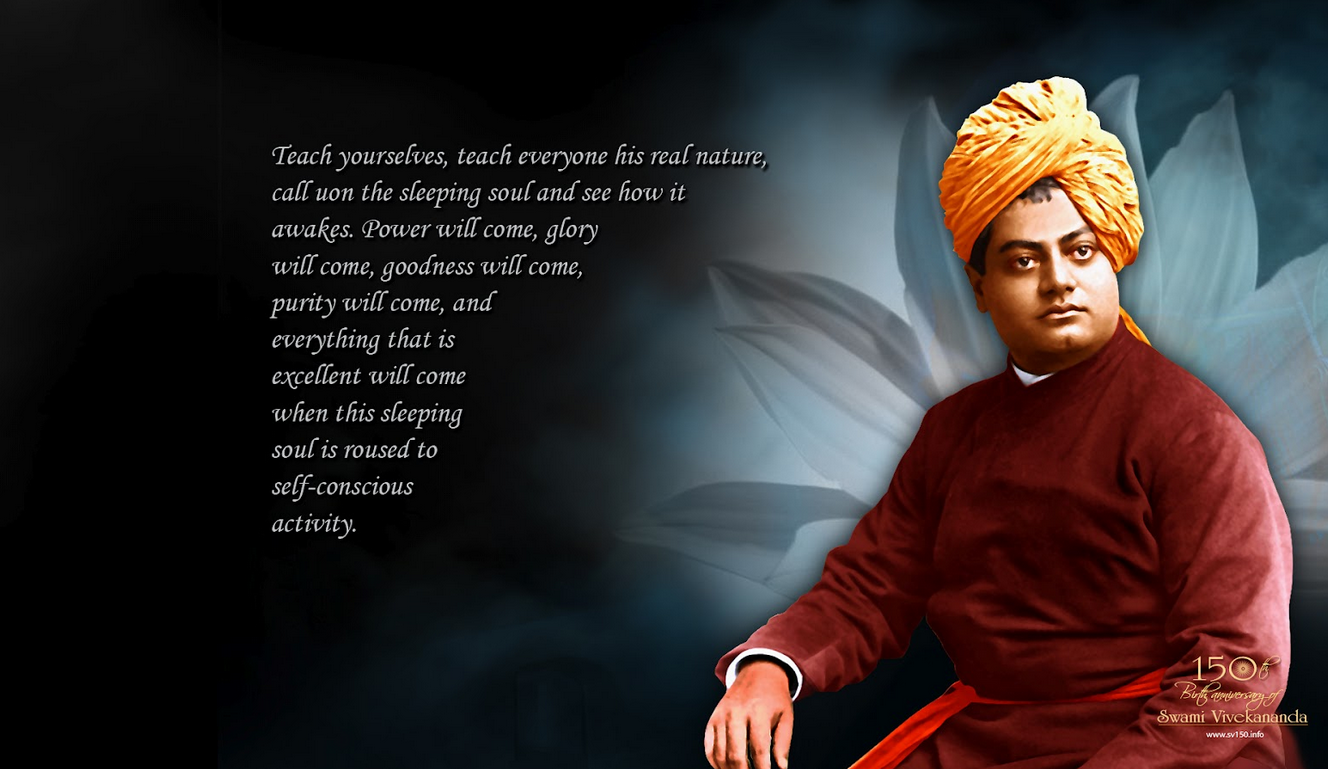 Teach yourselves, teach everyone his real nature,
call uon the sleeping soul and see how it
awakes. Power will come, glory
will come, goodness will come,
purity will come, and
everything that is
excellent will come
when this sleeping
soul is roused to
self-conscious
activity.
150th
Birth anniversary of
Swami Vivekananda
www.sv150.info